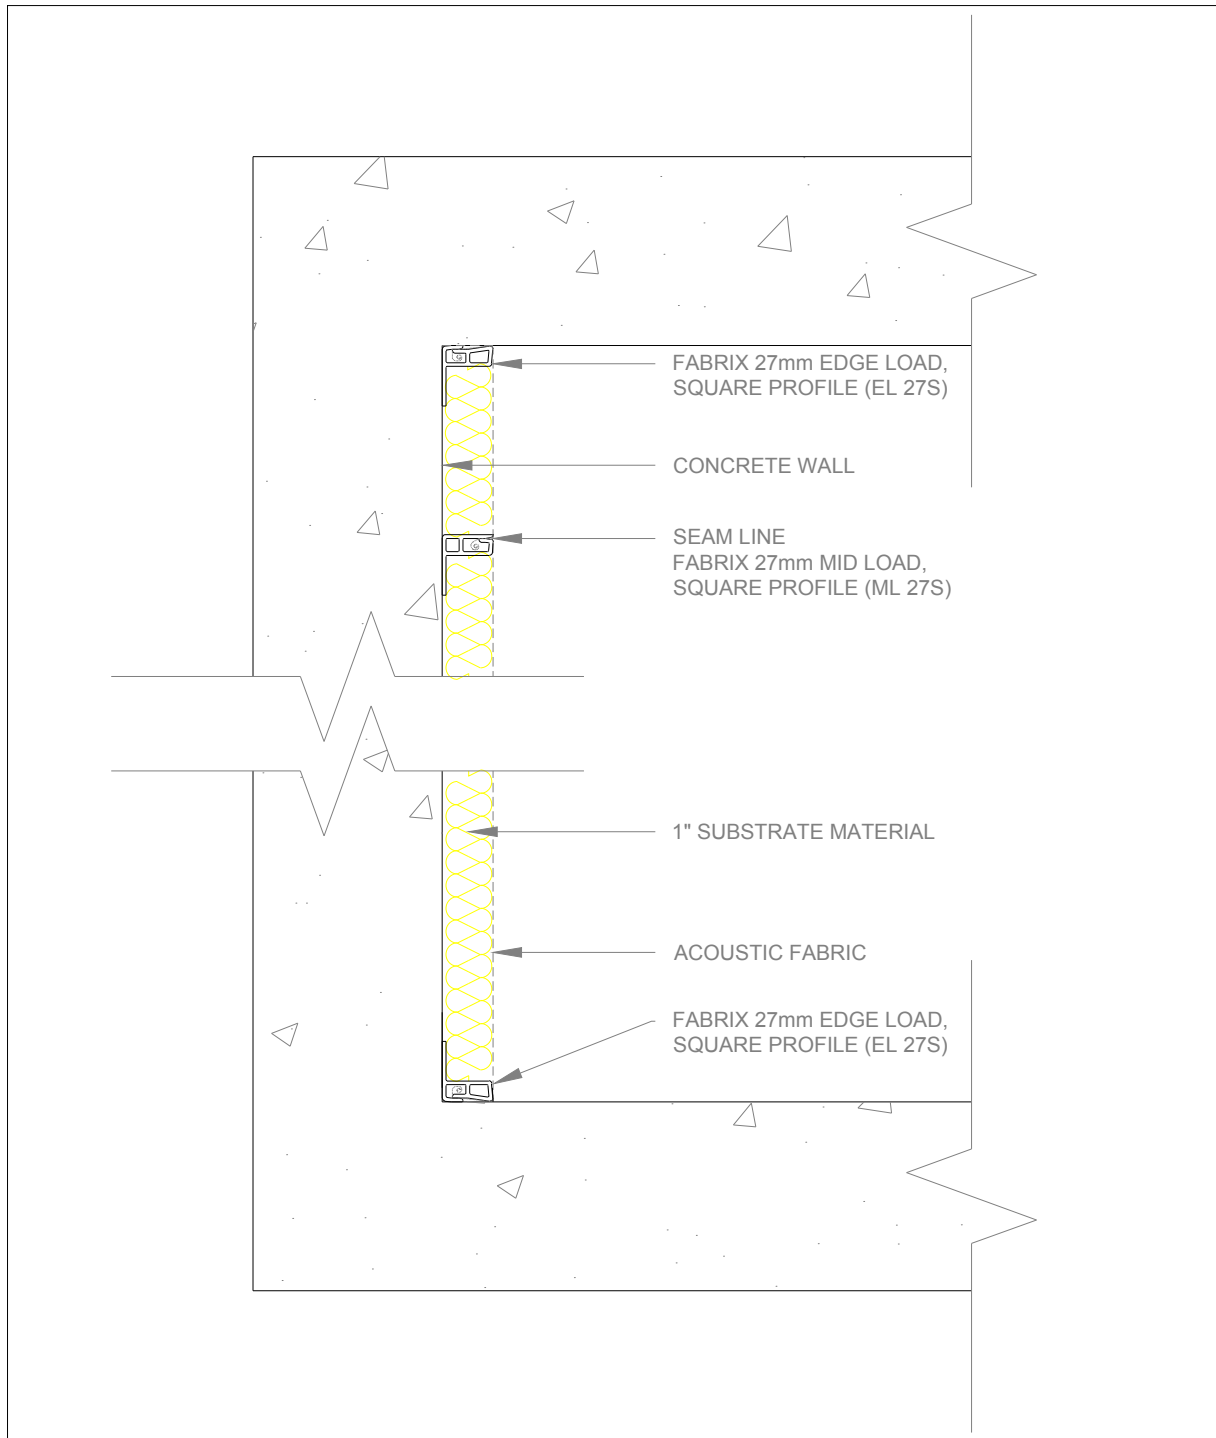 FABRIX 27mm EDGE LOAD,
SQUARE PROFILE (EL 27S)
CONCRETE WALL
SEAM LINE
FABRIX 27mm MID LOAD,
SQUARE PROFILE (ML 27S)
1" SUBSTRATE MATERIAL
ACOUSTIC FABRIC
FABRIX 27mm EDGE LOAD,
SQUARE PROFILE (EL 27S)